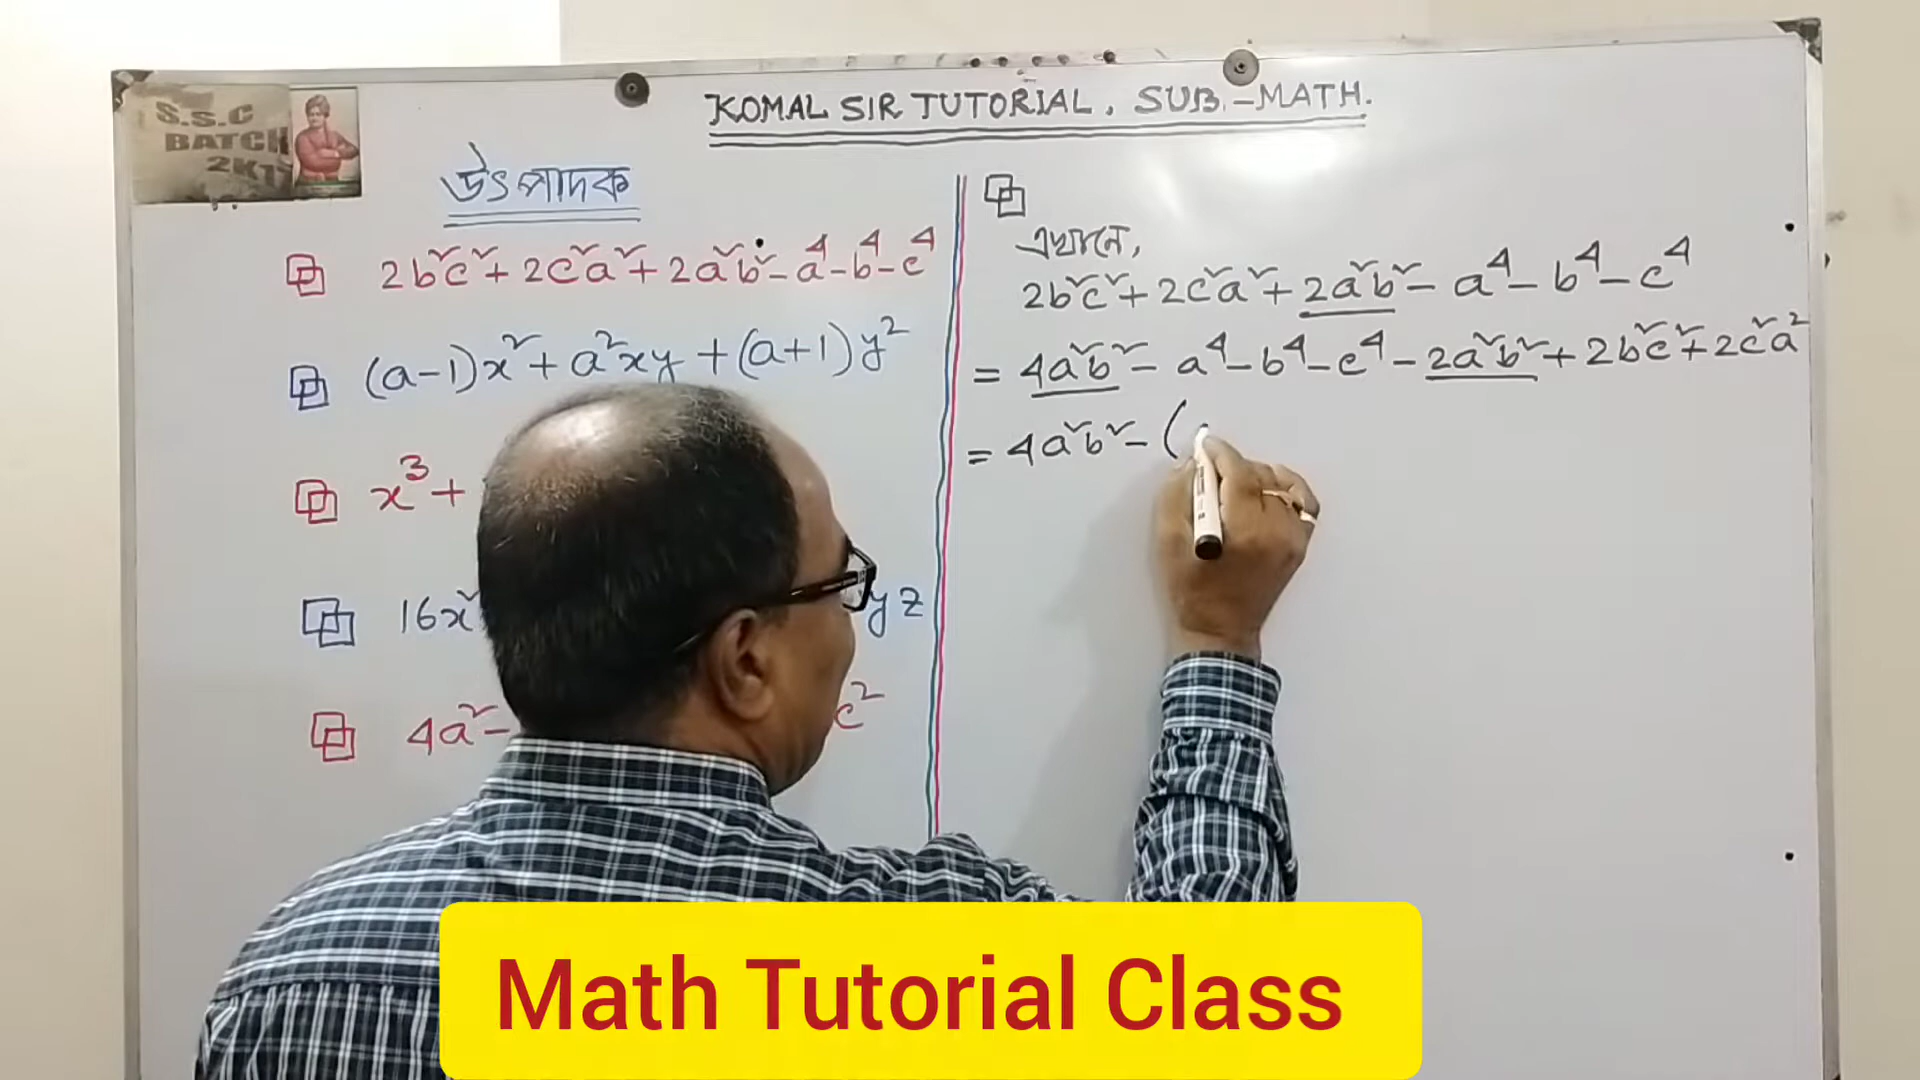 S.S.C
BATCH
KOMAL SIR TUTORIAL, SUB.-MATH.
উৎপাদক
2b²c²+2c²a²+2a²b²-a⁴-b⁴-c⁴
(a-1)x²+a²xy+(a+1)y²
x³+
16x² yz
4a²- c²
এখানে,
2b²c²+2c²a²+2a²b²-a⁴-b⁴-c⁴
= 4a²b²-a⁴-b⁴-c⁴-2a²b²+2b²c²+2c²a²
= 4a²b²-(
Math Tutorial Class